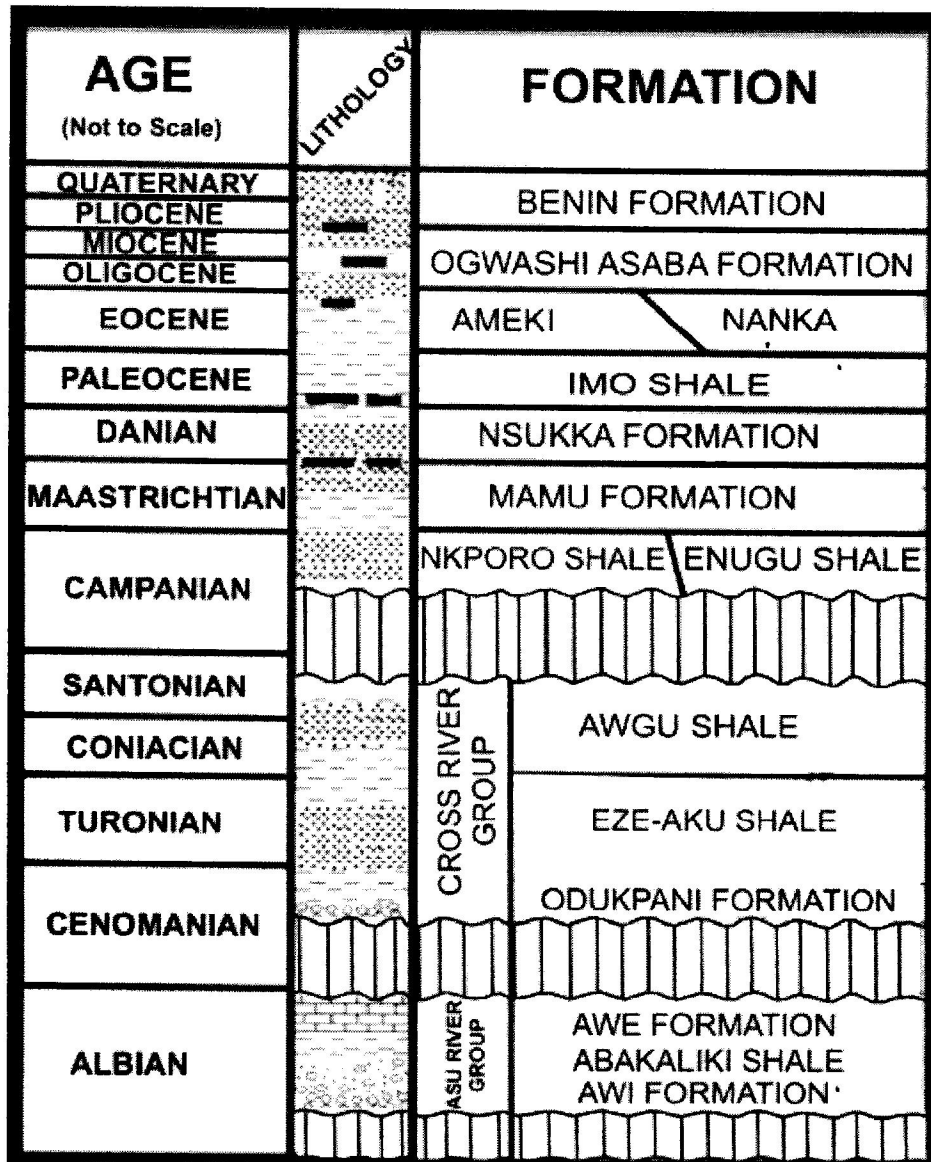 AGE
(Not to Scale)
LITHOLOGY
FORMATION
QUATERNARY
PLIOCENE
BENIN FORMATION
MIOCENE
OLIGOCENE
OGWASHI ASABA FORMATION
EOCENE
AMEKI
NANKA
PALEOCENE
IMO SHALE
DANIAN
NSUKKA FORMATION
MAASTRICHTIAN
MAMU FORMATION
CAMPANIAN
NKPORO SHALE
ENUGU SHALE
SANTONIAN
CONIACIAN
TURONIAN
CENOMANIAN
CROSS RIVER
GROUP
AWGU SHALE
EZE-AKU SHALE
ODUKPANI FORMATION
ALBIAN
ASU RIVER
GROUP
AWE FORMATION
ABAKALIKI SHALE
AWI FORMATION